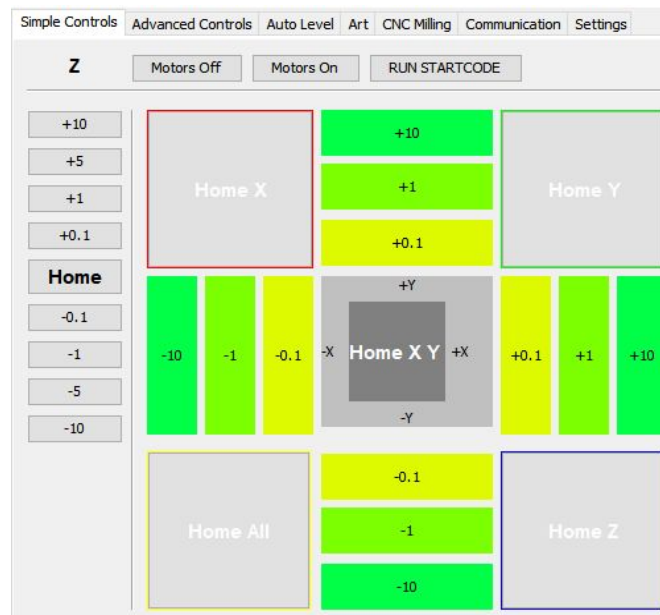 Simple Controls Advanced Controls Auto Level Art CNC Milling Communication Settings
Z Motors Off Motors On RUN STARTCODE
+10
+5
+1
+0.1
Home
-0.1
-1
-5
-10
Home X
+10
+1
+0.1
Home Y
-10 -1 -0.1
+Y
-X Home X Y +X
-Y
+0.1 +1 +10
Home All
-0.1
-1
-10
Home Z